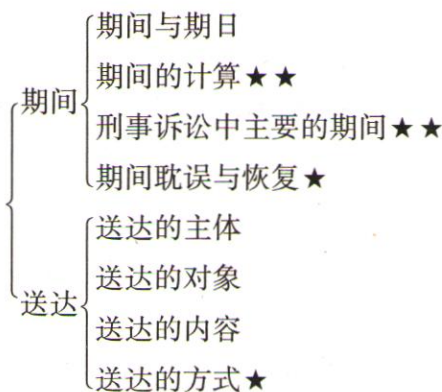 期间
期间与期日
期间的计算★★
刑事诉讼中主要的期间★★
期间耽误与恢复★
送达
送达的主体
送达的对象
送达的内容
送达的方式★